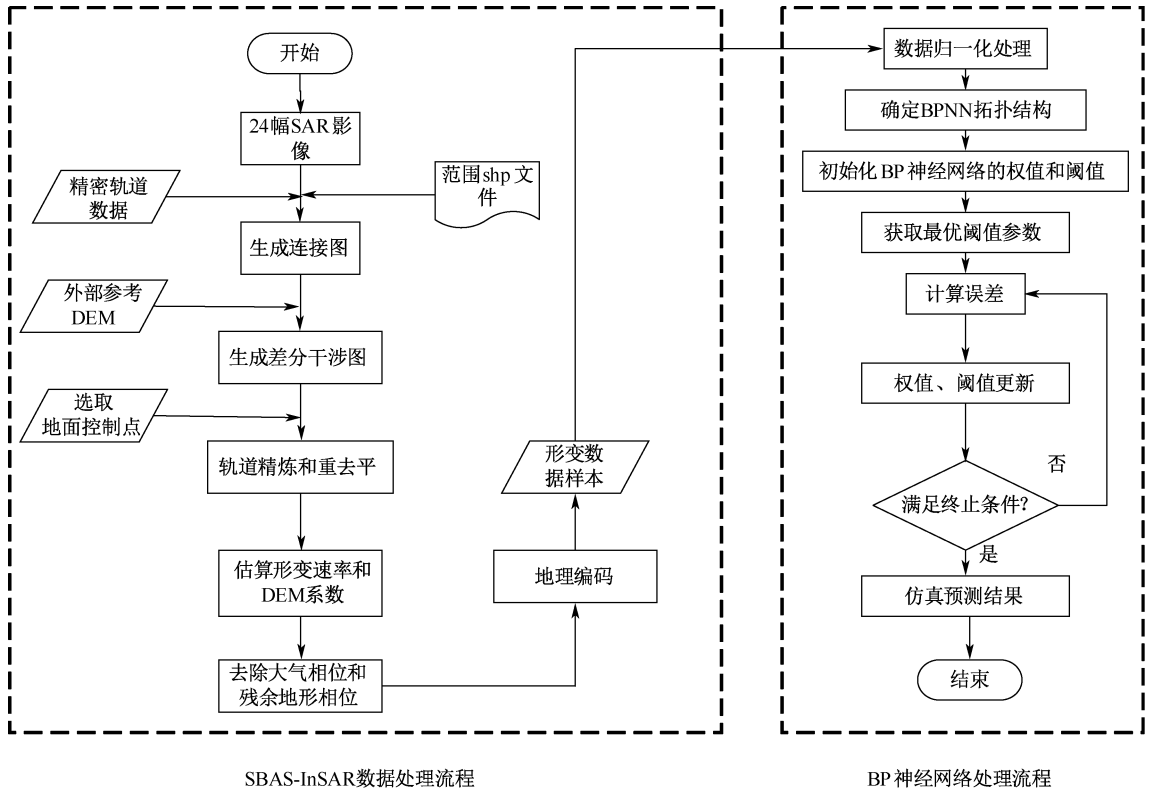 开始
24幅SAR影
像
精密轨道
数据
范围shp文
件
生成连接图
外部参考
DEM
生成差分干涉图
选取
地面控制点
轨道精炼和重去平
估算形变速率和
DEM系数
去除大气相位和
残余地形相位
地理编码
形变数
据样本
SBAS-InSAR数据处理流程
数据归一化处理
确定BPNN拓扑结构
初始化BP神经网络的权值和阈值
获取最优阈值参数
计算误差
权值、阈值更新
满足终止条件?
否
是
仿真预测结果
结束
BP神经网络处理流程